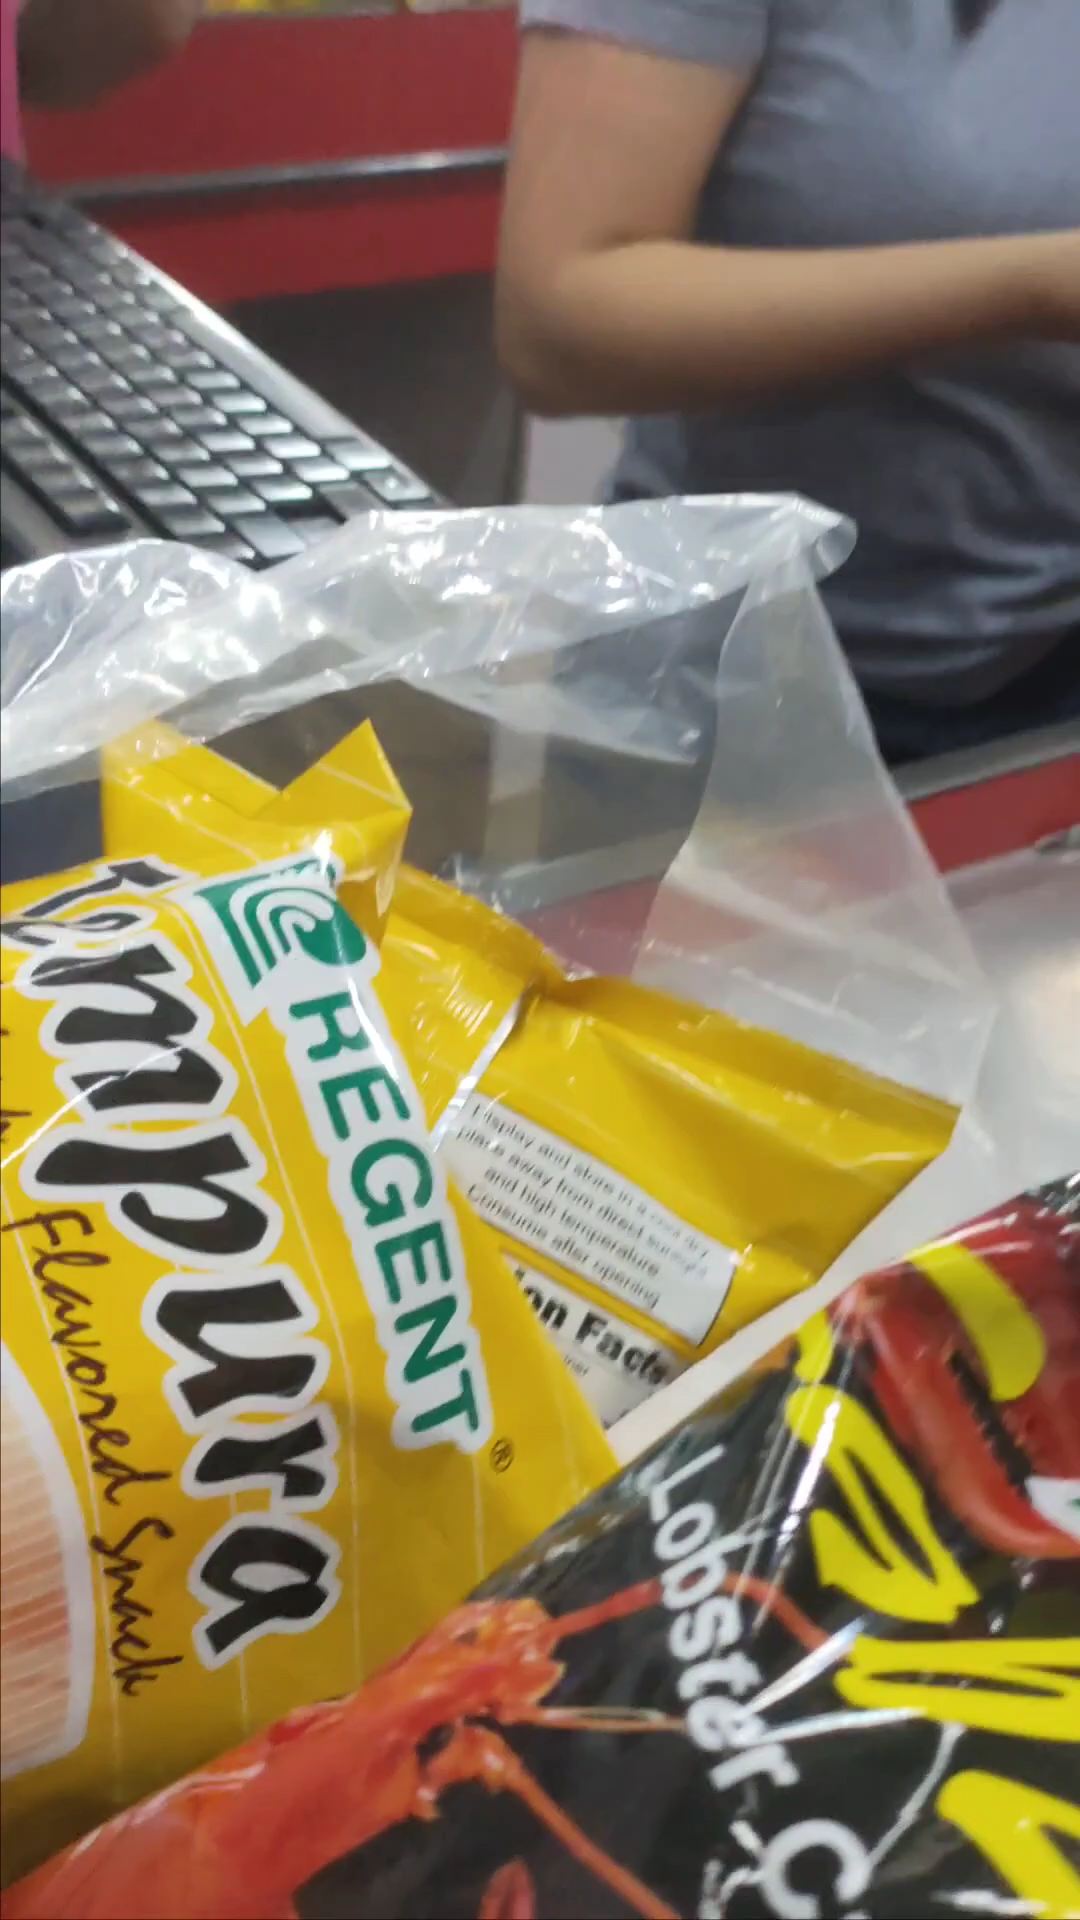 Tempura
Flavored Snack
REGENT®
Display and store in a cool dry
place away from direct sunlight
and high temperature
Consume after opening
on Facts
Lobster C